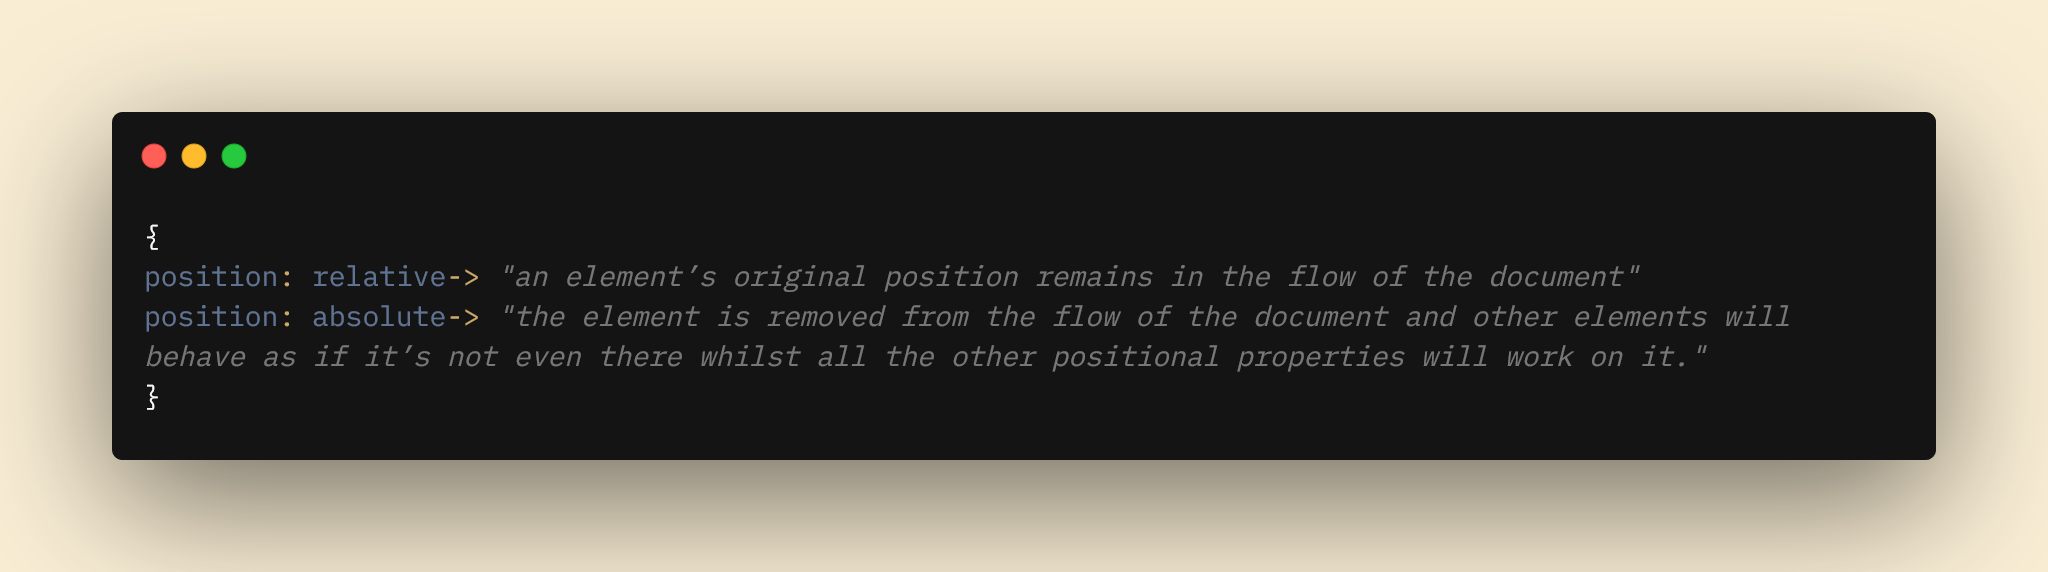 {
position: relative-> "an element’s original position remains in the flow of the document"
position: absolute-> "the element is removed from the flow of the document and other elements will
behave as if it’s not even there whilst all the other positional properties will work on it."
}